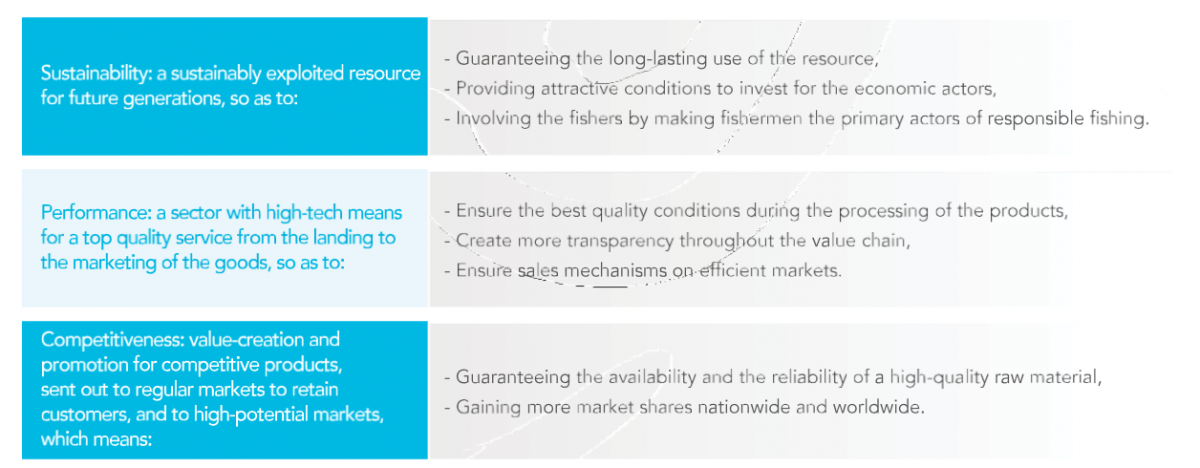 Sustainability: a sustainably exploited resource
for future generations, so as to:
- Guaranteeing the long-lasting use of the resource,
- Providing attractive conditions to invest for the economic actors,
- Involving the fishers by making fishermen the primary actors of responsible fishing.
Performance: a sector with high-tech means
for a top quality service from the landing to
the marketing of the goods, so as to:
- Ensure the best quality conditions during the processing of the products,
- Create more transparency throughout the value chain,
- Ensure sales mechanisms on efficient markets.
Competitiveness: value-creation and
promotion for competitive products,
sent out to regular markets to retain
customers, and to high-potential markets,
which means:
- Guaranteeing the availability and the reliability of a high-quality raw material,
- Gaining more market shares nationwide and worldwide.